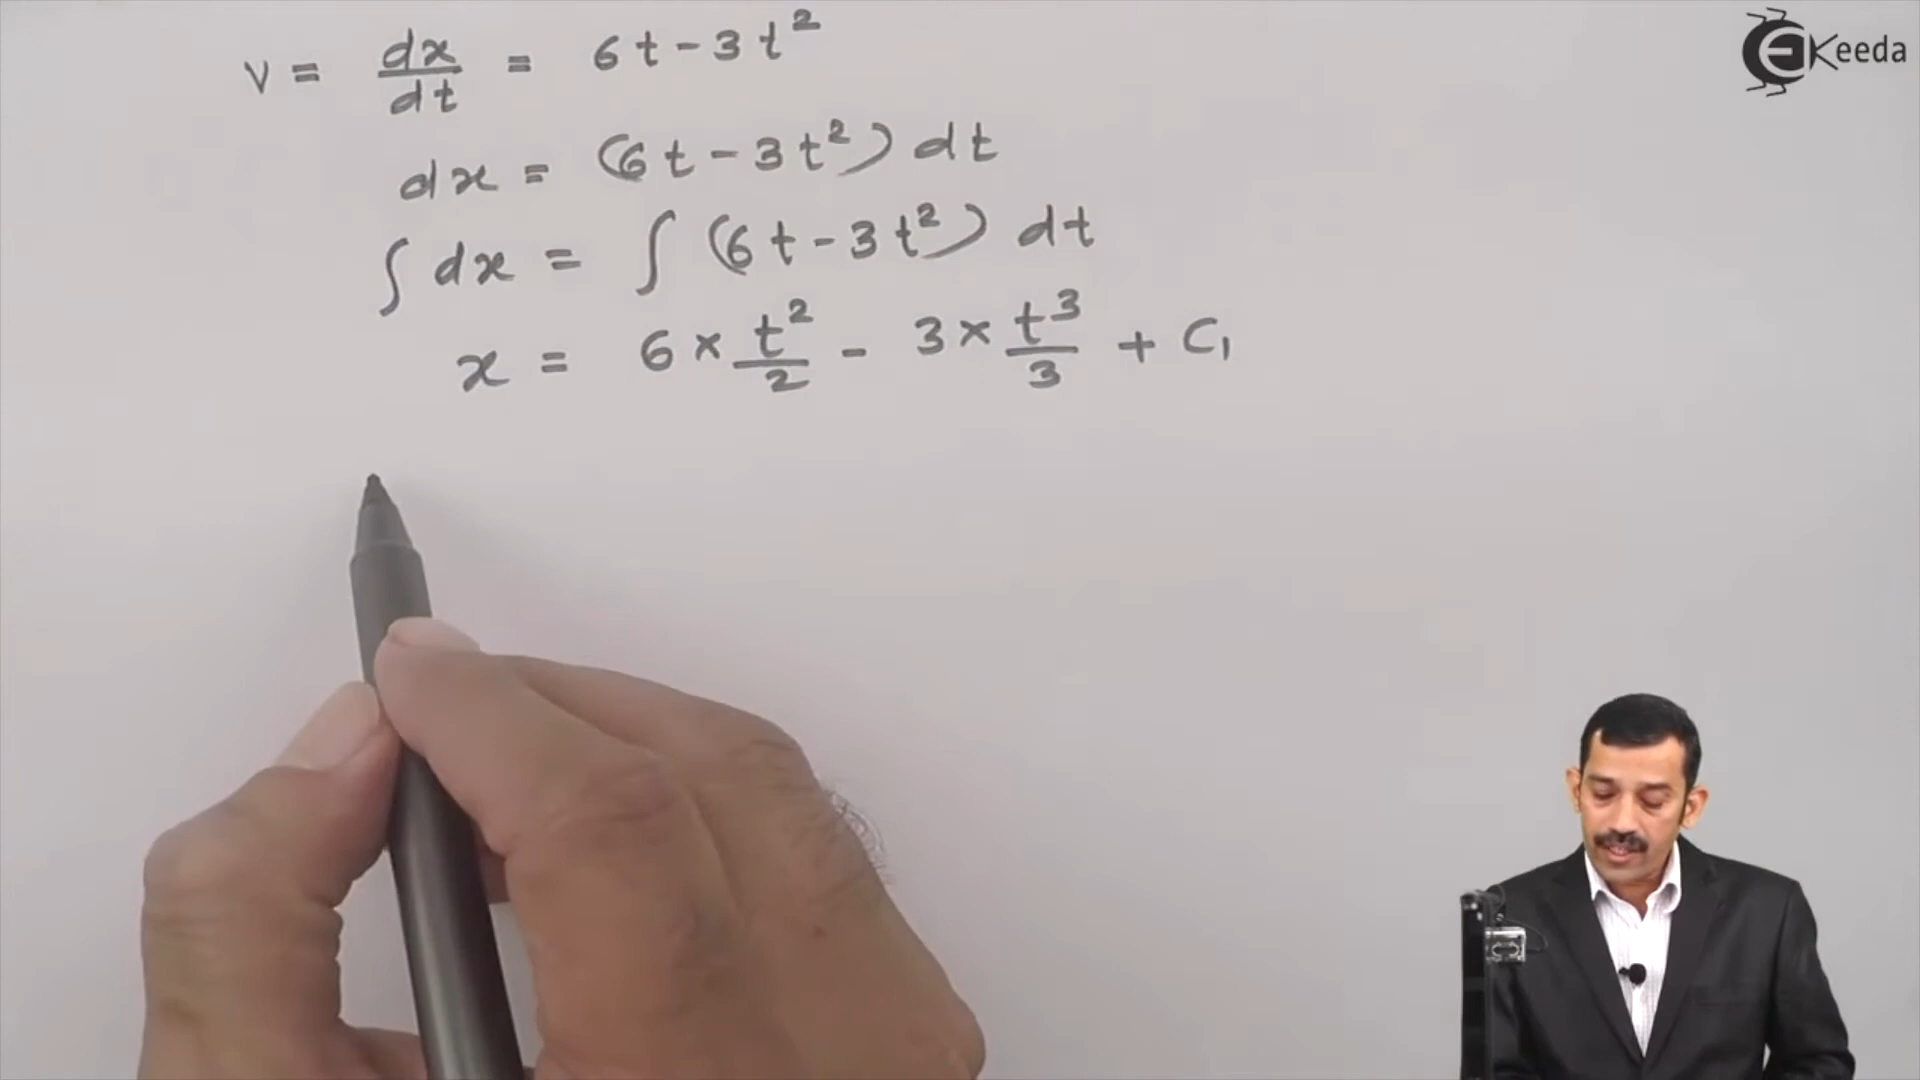 v = dx/dt = 6t - 3t²
dx = (6t - 3t²) dt
∫ dx = ∫ (6t - 3t²) dt
x = 6 × t²/2 - 3 × t³/3 + C₁
EKeeda